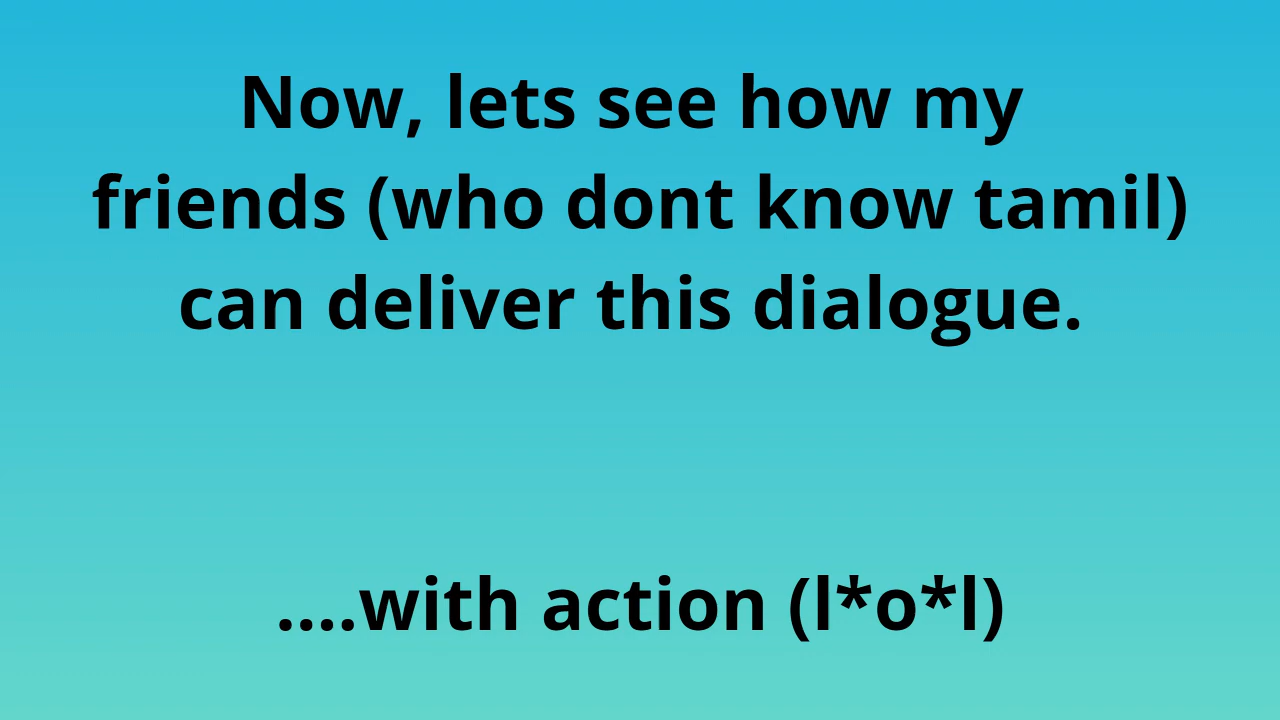 Now, lets see how my
friends (who dont know tamil)
can deliver this dialogue.
....with action (l*o*l)